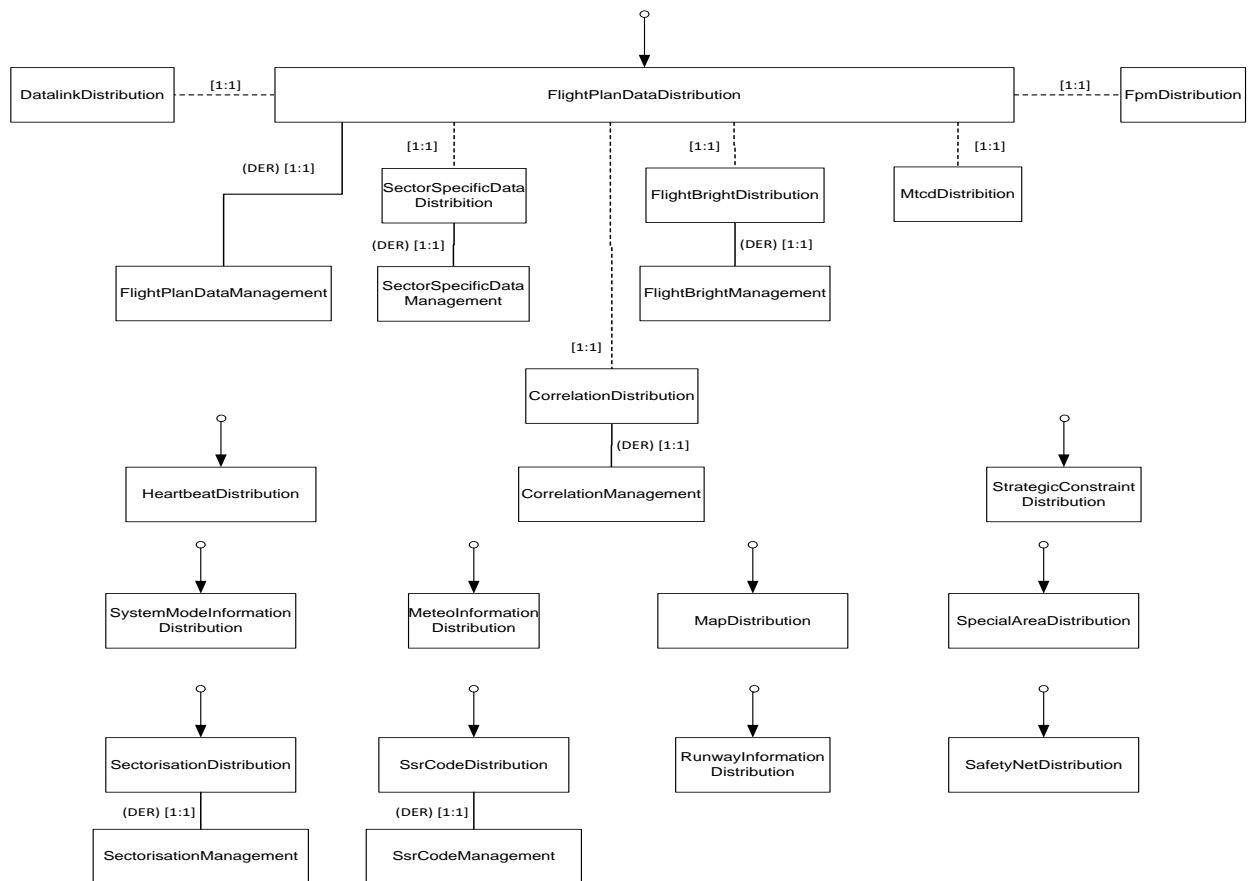 DatalinkDistribution
[1:1]
FlightPlanDataDistribution
[1:1]
FpmDistribution
(DER) [1:1]
[1:1]
[1:1]
[1:1]
SectorSpecificData
Distribition
FlightBrightDistribution
MtcdDistribition
(DER) [1:1]
(DER) [1:1]
FlightPlanDataManagement
SectorSpecificData
Management
FlightBrightManagement
[1:1]
CorrelationDistribution
(DER) [1:1]
HeartbeatDistribution
CorrelationManagement
StrategicConstraint
Distribution
SystemModeInformation
Distribution
MeteoInformation
Distribution
MapDistribution
SpecialAreaDistribution
SectorisationDistribution
SsrCodeDistribution
RunwayInformation
Distribution
SafetyNetDistribution
(DER) [1:1]
(DER) [1:1]
SectorisationManagement
SsrCodeManagement